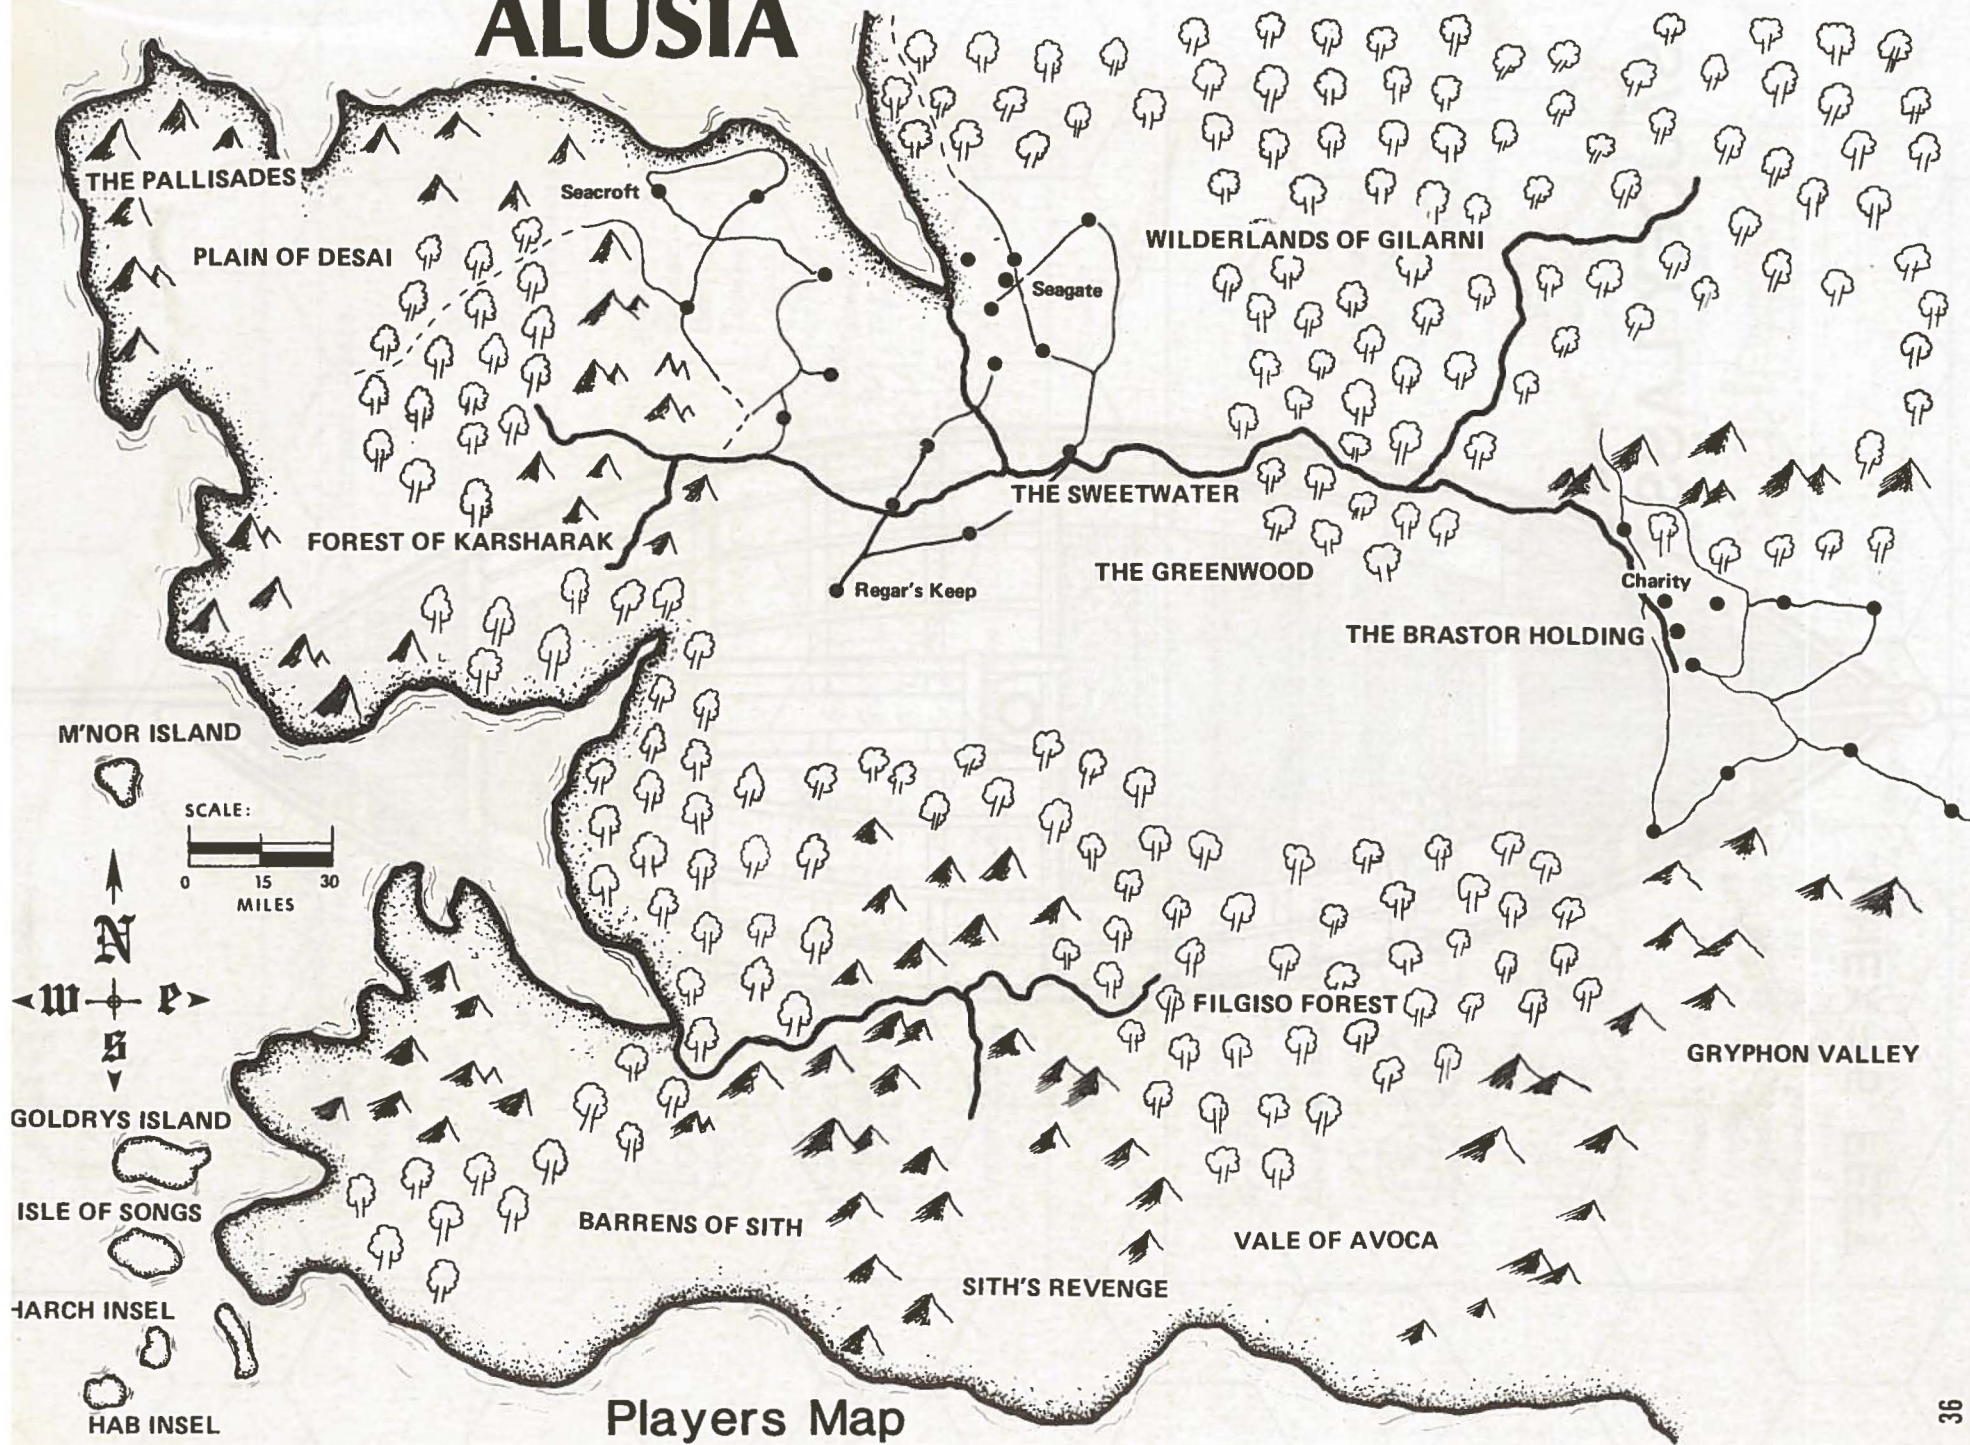 ALUSIA
THE PALLISADES
Seacroft
PLAIN OF DESAI
WILDERLANDS OF GILARNI
Seagate
THE SWEETWATER
FOREST OF KARSHARAK
THE GREENWOOD
Regar's Keep
Charity
THE BRASTOR HOLDING
M'NOR ISLAND
SCALE:
0 15 30
MILES
N
W e
S
FILGISO FOREST
GRYPHON VALLEY
GOLDRYS ISLAND
ISLE OF SONGS
BARRENS OF SITH
VALE OF AVOCA
SITH'S REVENGE
HARCH INSEL
HAB INSEL
Players Map
36